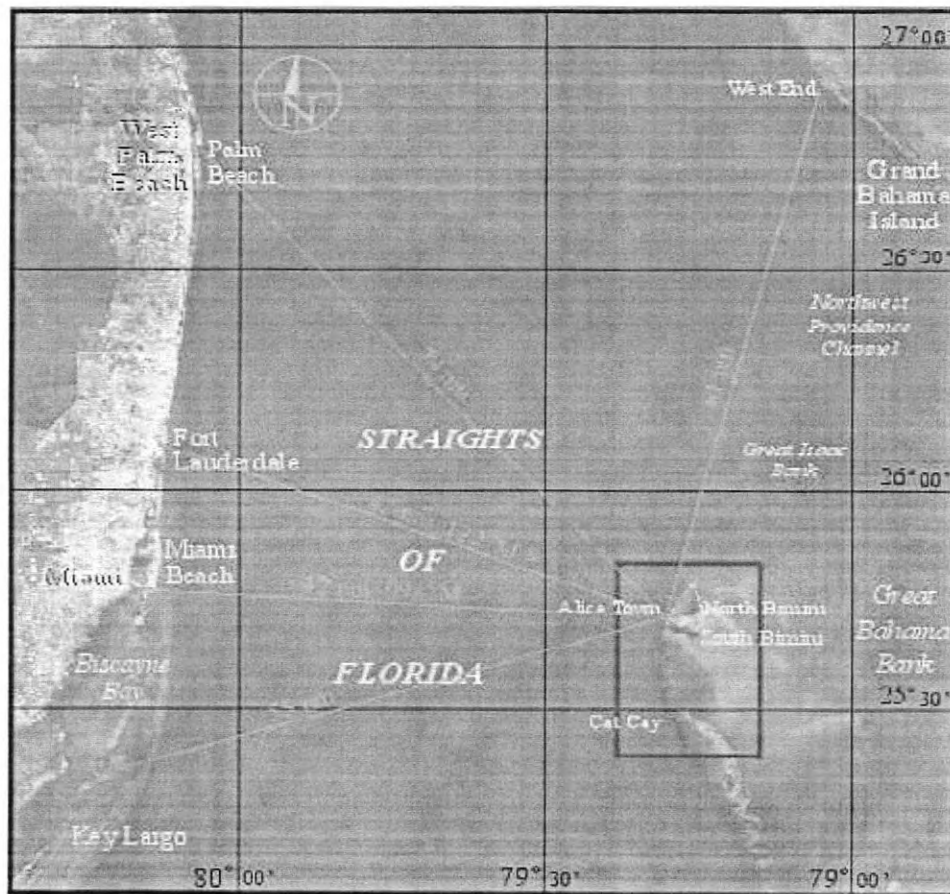 27°00'
N
West End
West
Palm
Beach
Palm
Beach
Grand
Bahama
Island
26°30'
Northwest
Providence
Channel
Fort
Lauderdale
STRAIGHTS
Great Isaac
Bank
26°00'
Miami
Miami
Beach
OF
Alice Town
North Bimini
South Bimini
Great
Bahama
Bank
Biscayne
Bay
FLORIDA
25°30'
Cat Cay
Key Largo
80°00'
79°30'
79°00'